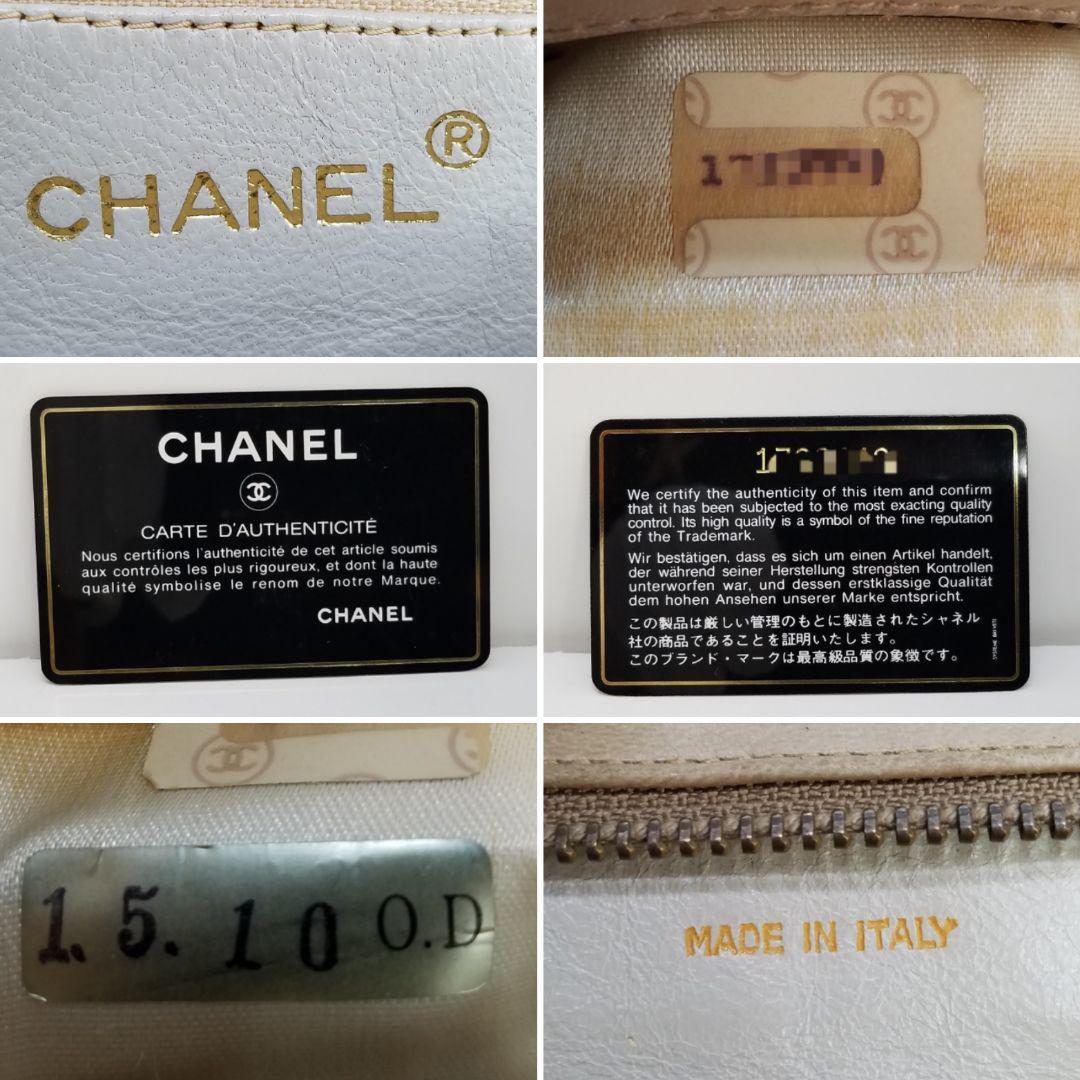 CHANEL®
CHANEL
CARTE D'AUTHENTICITÉ
Nous certifions l'authenticité de cet article soumis
aux contrôles les plus rigoureux, et dont la haute
qualité symbolise le renom de notre Marque.
CHANEL
We certify the authenticity of this item and confirm
that it has been subjected to the most exacting quality
control. Its high quality is a symbol of the fine reputation
of the Trademark.
Wir bestätigen, dass es sich um einen Artikel handelt,
der während seiner Herstellung strengsten Kontrollen
unterworfen war, und dessen erstklassige Qualität
dem hohen Ansehen unserer Marke entspricht.
この製品は厳しい管理のもとに製造されたシャネル
社の商品であることを証明いたします。
このブランド・マークは最高級品質の象徴です。
1.5.10 O.D
MADE IN ITALY